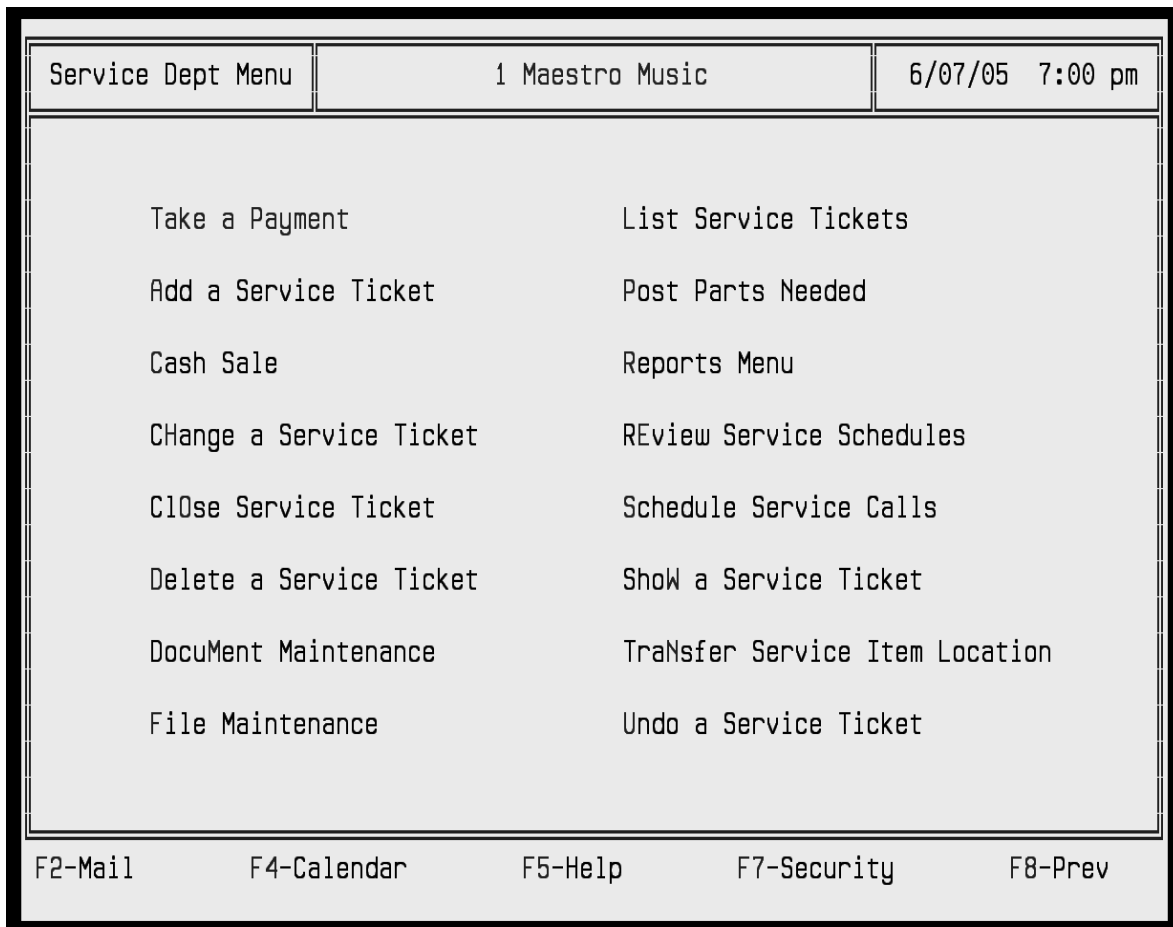 Service Dept Menu 1 Maestro Music 6/07/05 7:00 pm
Take a Payment List Service Tickets
Add a Service Ticket Post Parts Needed
Cash Sale Reports Menu
CHange a Service Ticket REview Service Schedules
ClOse Service Ticket Schedule Service Calls
Delete a Service Ticket ShoW a Service Ticket
DocuMent Maintenance TraNsfer Service Item Location
File Maintenance Undo a Service Ticket
F2-Mail F4-Calendar F5-Help F7-Security F8-Prev